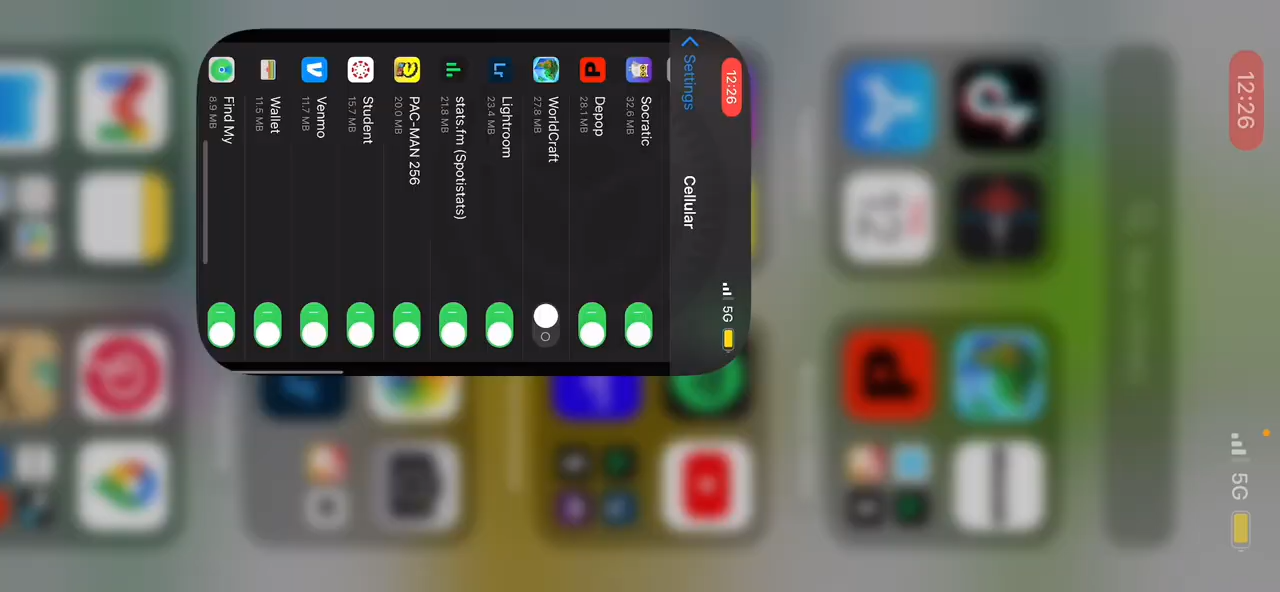 12:26
5G
Settings
Cellular
Socratic
32.6 MB
Depop
28.1 MB
WorldCraft
27.8 MB
Lightroom
23.4 MB
stats.fm (Spotistats)
21.8 MB
PAC-MAN 256
20.0 MB
Student
15.7 MB
Venmo
11.7 MB
Wallet
11.5 MB
Find My
8.9 MB
Lr
12:26
5G